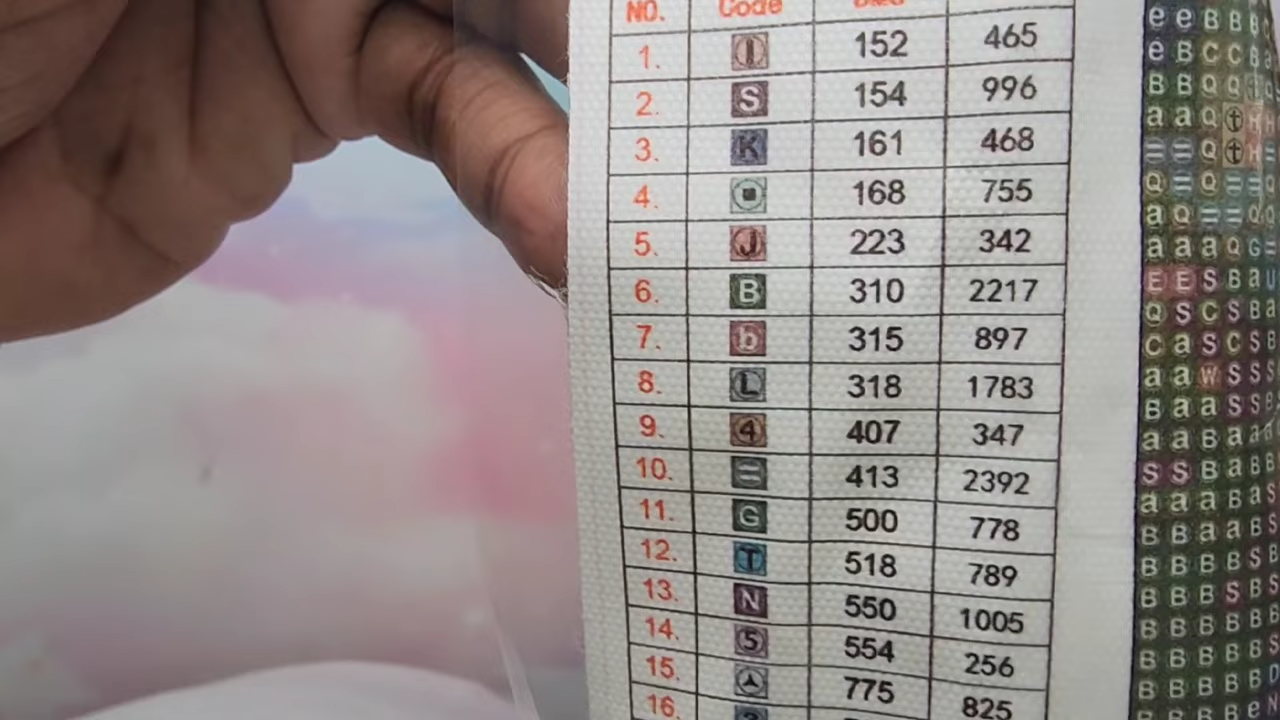 NO. Code DMC
1. I 152 465
2. S 154 996
3. K 161 468
4. 168 755
5. J 223 342
6. B 310 2217
7. b 315 897
8. L 318 1783
9. 4 407 347
10. = 413 2392
11. G 500 778
12. T 518 789
13. N 550 1005
14. 5 554 256
15. 775 825
16.
e e B B B
e B C C B a
B B Q Q
a a Q t H H
= = Q t H =
Q = Q = = Q
a Q = = Q Q
a a a Q G =
E E S B a U
Q S C S B a
C a S C S B
a a W S S S
B a a S S e
a a B a a a
S S B a B B
a a a B a S
B B a a B S
B B B B S B
B B B S B S
B B B B B B
B B B B B S
B B B B B D
B B B B e N